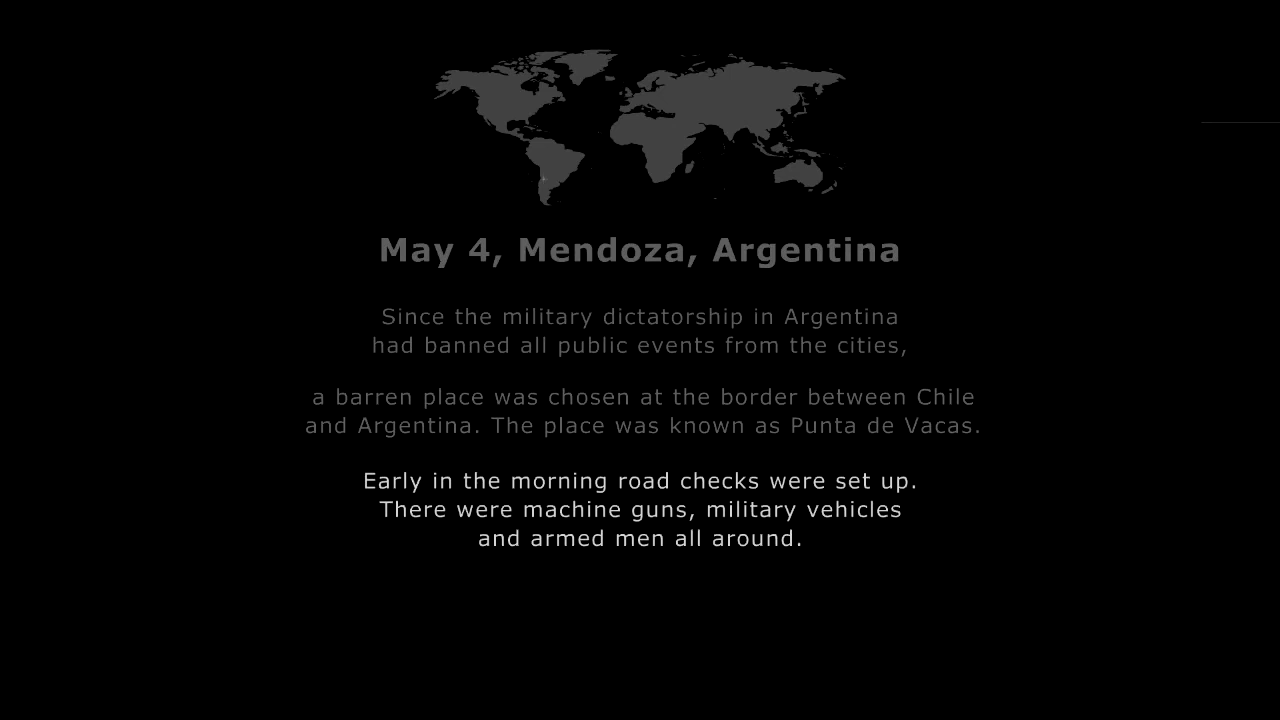 May 4, Mendoza, Argentina
Since the military dictatorship in Argentina
had banned all public events from the cities,
a barren place was chosen at the border between Chile
and Argentina. The place was known as Punta de Vacas.
Early in the morning road checks were set up.
There were machine guns, military vehicles
and armed men all around.